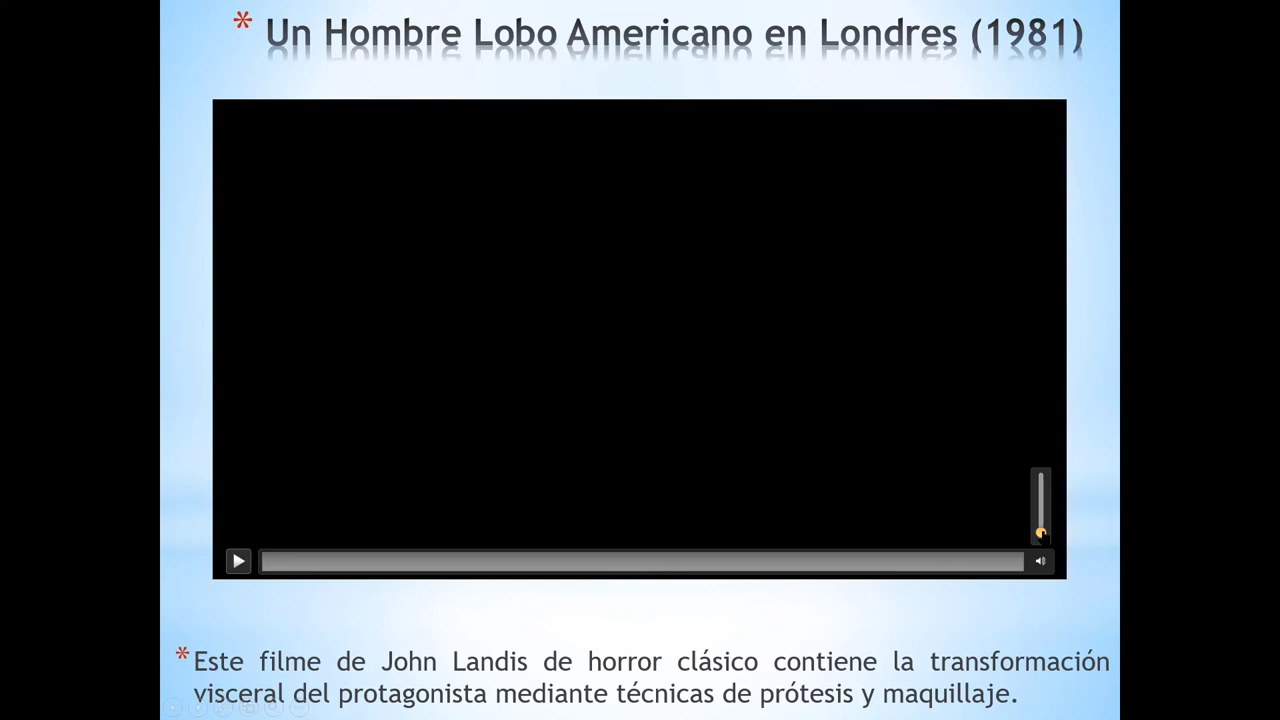 * Un Hombre Lobo Americano en Londres (1981)
* Este filme de John Landis de horror clásico contiene la transformación
visceral del protagonista mediante técnicas de prótesis y maquillaje.